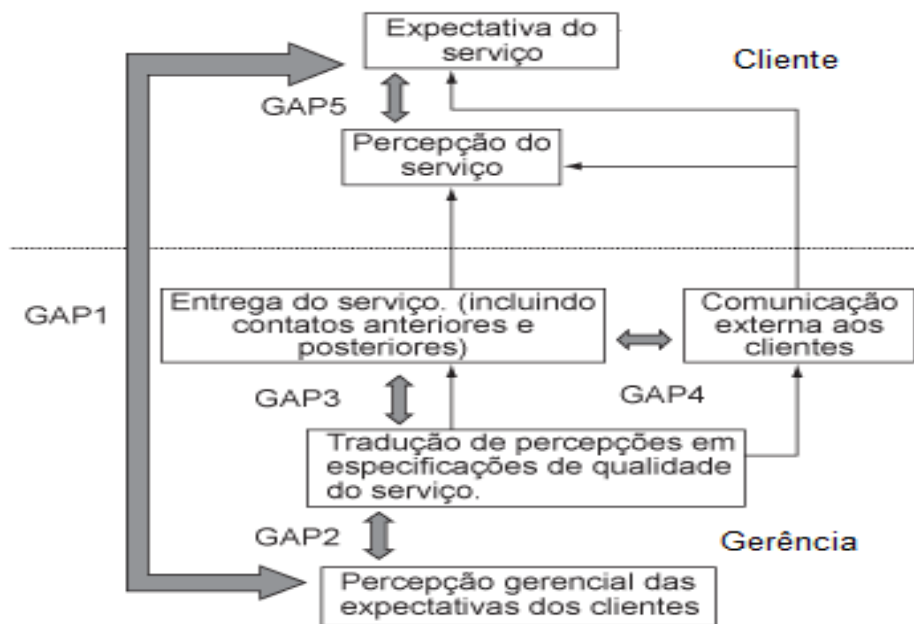 Expectativa do
serviço
Cliente
GAP5
Percepção do
serviço
GAP1
Entrega do serviço. (incluindo
contatos anteriores e
posteriores)
Comunicação
externa aos
clientes
GAP3
GAP4
Tradução de percepções em
especificações de qualidade
do serviço.
GAP2
Gerência
Percepção gerencial das
expectativas dos clientes